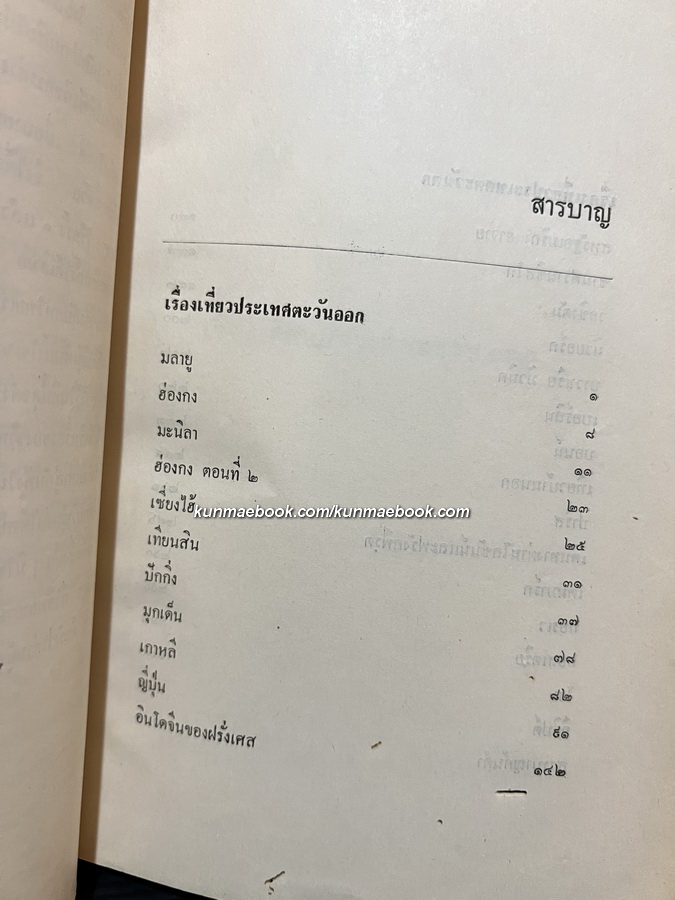 สารบาญ
เรื่องเที่ยวประเทศตะวันออก
มลายู ๑
ฮ่องกง ๘
มะนิลา ๑๑
ฮ่องกง ตอนที่ ๒ ๒๓
เซี่ยงไฮ้ ๒๕
kunmaebook.com/kunmaebook.com
เทียนสิน ๓๑
ปักกิ่ง ๓๗
มุกเด็น ๗๘
เกาหลี ๘๒
ญี่ปุ่น ๙๑
อินโดจีนของฝรั่งเศส ๑๔๒